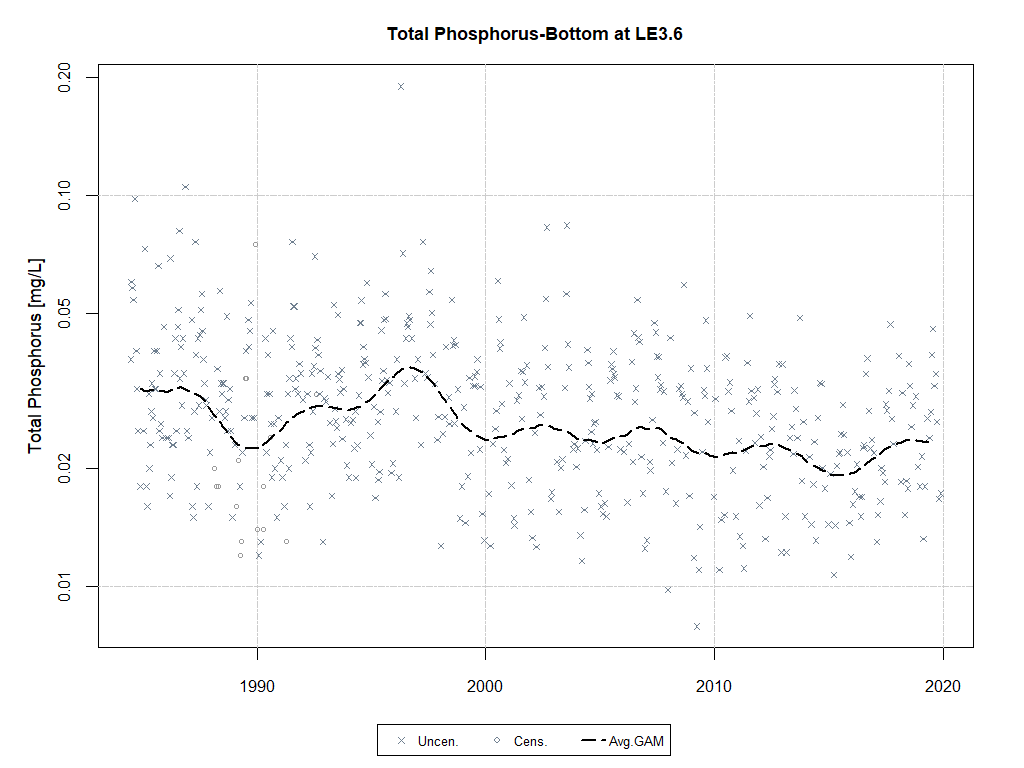 Total Phosphorus-Bottom at LE3.6
Total Phosphorus [mg/L]
0.20
0.10
0.05
0.02
0.01
1990 2000 2010 2020
Uncen. Cens. Avg.GAM